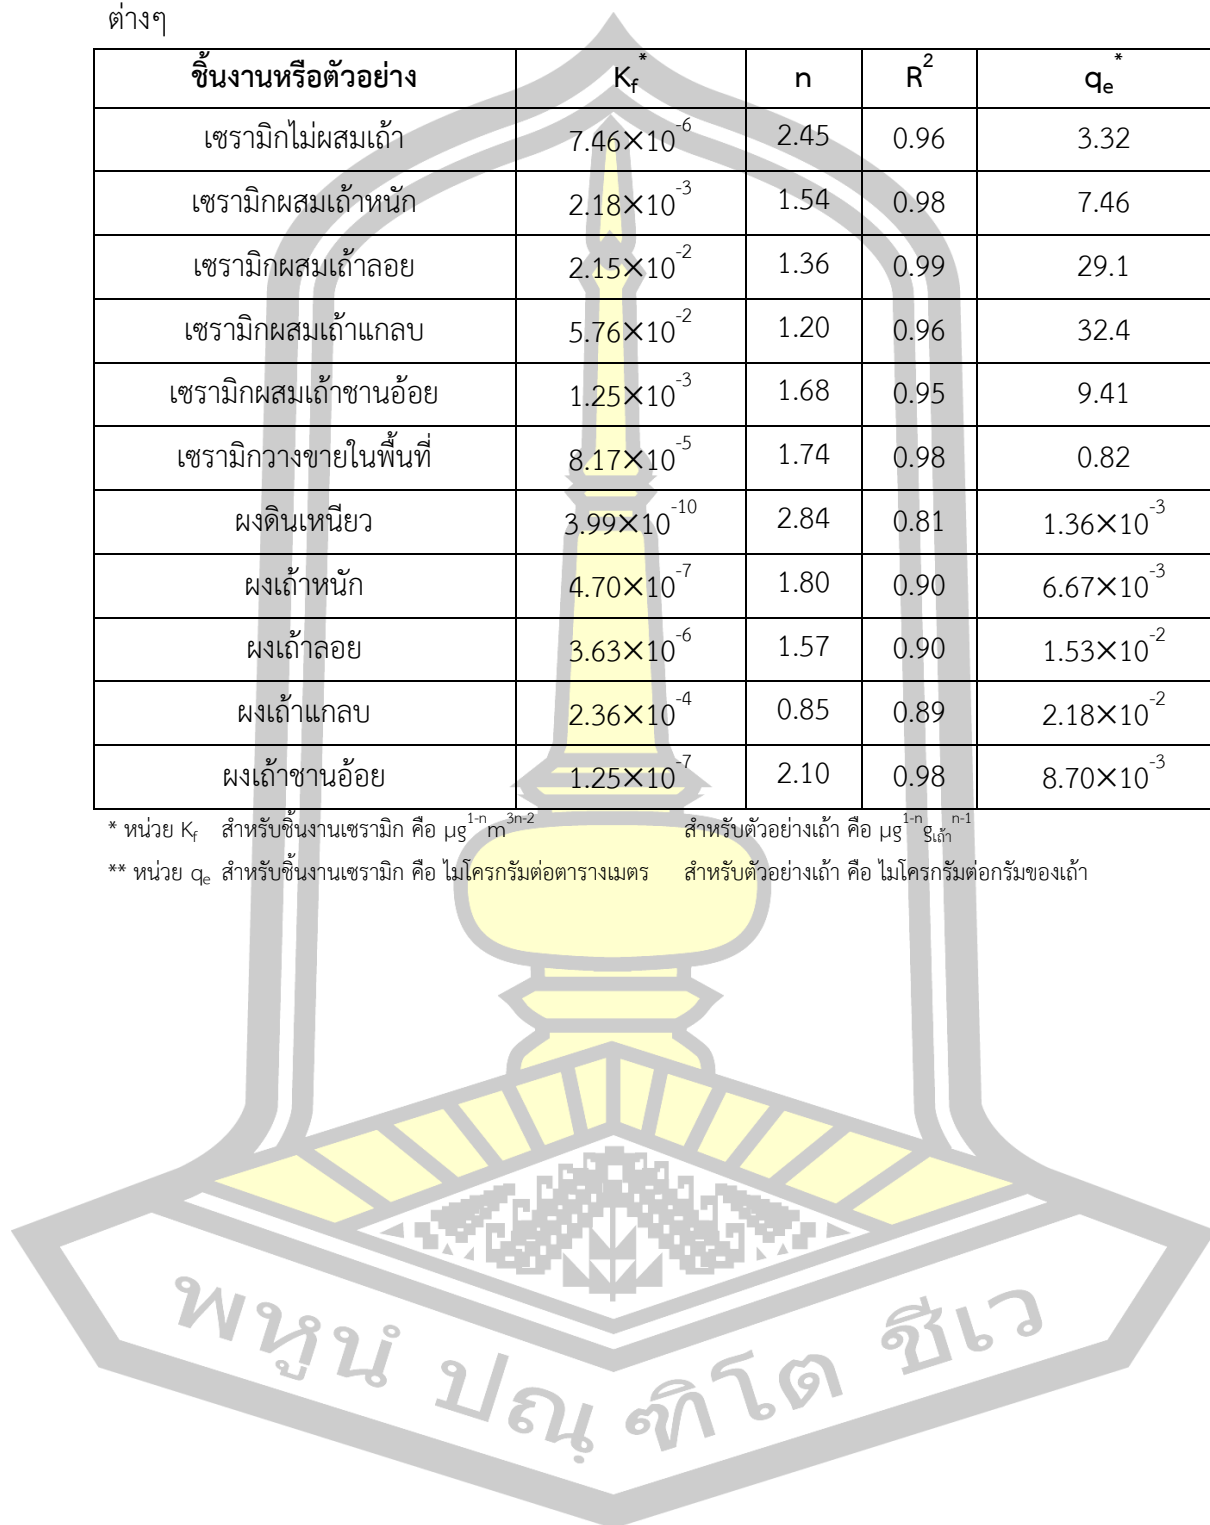 ต่างๆ
ชิ้นงานหรือตัวอย่าง K_f^* n R^2 q_e^*
เซรามิกไม่ผสมเถ้า 7.46×10^-6 2.45 0.96 3.32
เซรามิกผสมเถ้าหนัก 2.18×10^-3 1.54 0.98 7.46
เซรามิกผสมเถ้าลอย 2.15×10^-2 1.36 0.99 29.1
เซรามิกผสมเถ้าแกลบ 5.76×10^-2 1.20 0.96 32.4
เซรามิกผสมเถ้าชานอ้อย 1.25×10^-3 1.68 0.95 9.41
เซรามิกวางขายในพื้นที่ 8.17×10^-5 1.74 0.98 0.82
ผงดินเหนียว 3.99×10^-10 2.84 0.81 1.36×10^-3
ผงเถ้าหนัก 4.70×10^-7 1.80 0.90 6.67×10^-3
ผงเถ้าลอย 3.63×10^-6 1.57 0.90 1.53×10^-2
ผงเถ้าแกลบ 2.36×10^-4 0.85 0.89 2.18×10^-2
ผงเถ้าชานอ้อย 1.25×10^-7 2.10 0.98 8.70×10^-3
* หน่วย K_f สำหรับชิ้นงานเซรามิก คือ µg^1-n m^3n-2 สำหรับตัวอย่างเถ้า คือ µg^1-n g_เถ้า^n-1
** หน่วย q_e สำหรับชิ้นงานเซรามิก คือ ไมโครกรัมต่อตารางเมตร สำหรับตัวอย่างเถ้า คือ ไมโครกรัมต่อกรัมของเถ้า
พหูนํ ปณฺฑิโต ชีเว